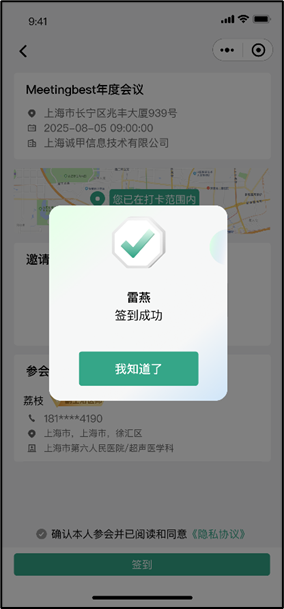 9:41
Meetingbest年度会议
上海市长宁区兆丰大厦939号
2025-08-05 09:00:00
上海诚甲信息技术有限公司
您已在打卡范围内
邀请
雷燕
签到成功
我知道了
参会
荔枝
181****4190
上海市，上海市、徐汇区
上海市第六人民医院/超声医学科
确认本人参会并已阅读和同意《隐私协议》
签到